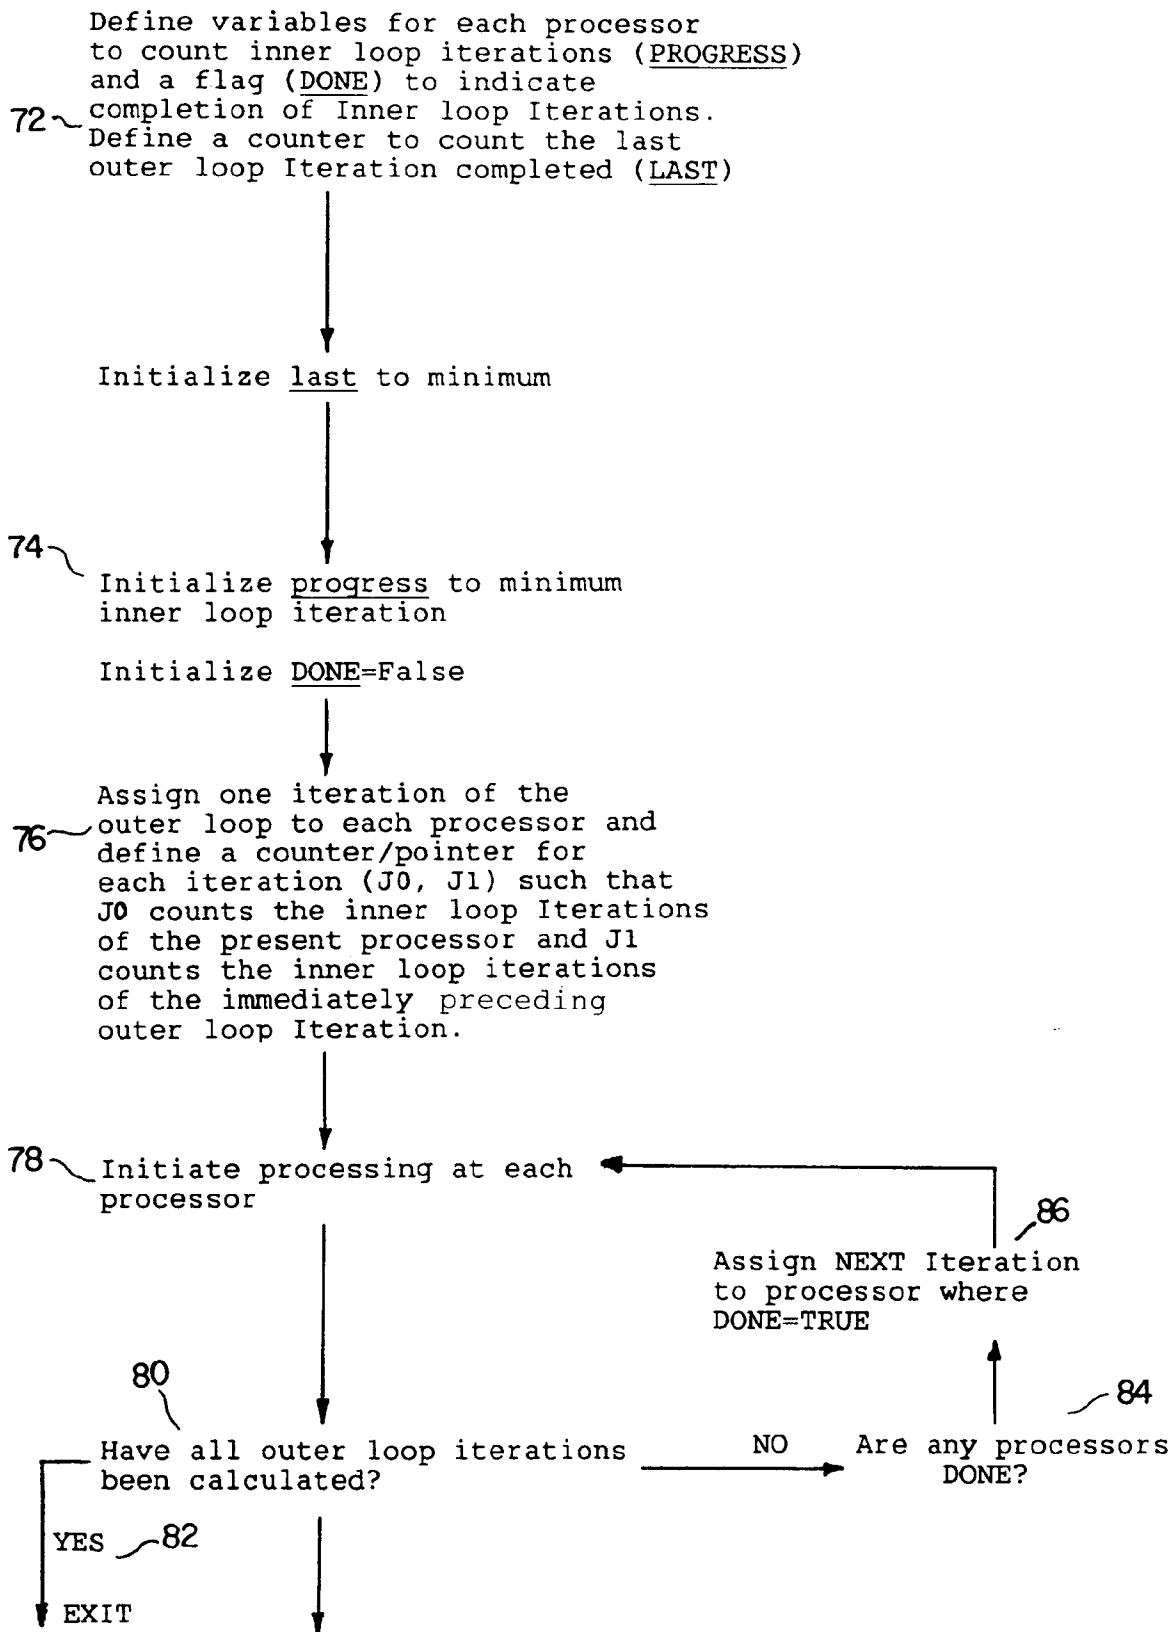 Define variables for each processor
to count inner loop iterations (PROGRESS)
and a flag (DONE) to indicate
completion of Inner loop Iterations.
72
Define a counter to count the last
outer loop Iteration completed (LAST)
Initialize last to minimum
74
Initialize progress to minimum
inner loop iteration
Initialize DONE=False
Assign one iteration of the
76
outer loop to each processor and
define a counter/pointer for
each iteration (J0, J1) such that
J0 counts the inner loop Iterations
of the present processor and J1
counts the inner loop iterations
of the immediately preceding
outer loop Iteration.
78
Initiate processing at each
processor
86
Assign NEXT Iteration
to processor where
DONE=TRUE
80
84
Have all outer loop iterations
been calculated?
NO
Are any processors
DONE?
YES
82
EXIT